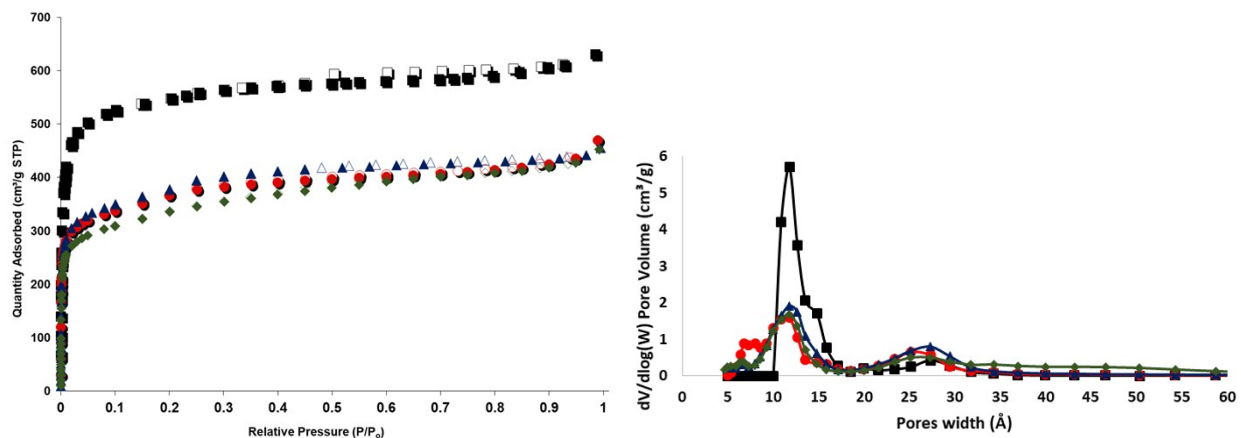 700
600
500
400
300
200
100
0
Quantity Adsorbed (cm³/g STP)
0 0.1 0.2 0.3 0.4 0.5 0.6 0.7 0.8 0.9 1
Relative Pressure (P/Pₒ)
6
5
4
3
2
1
0
dV/dlog(W) Pore Volume (cm³/g)
0 5 10 15 20 25 30 35 40 45 50 55 60
Pores width (Å)